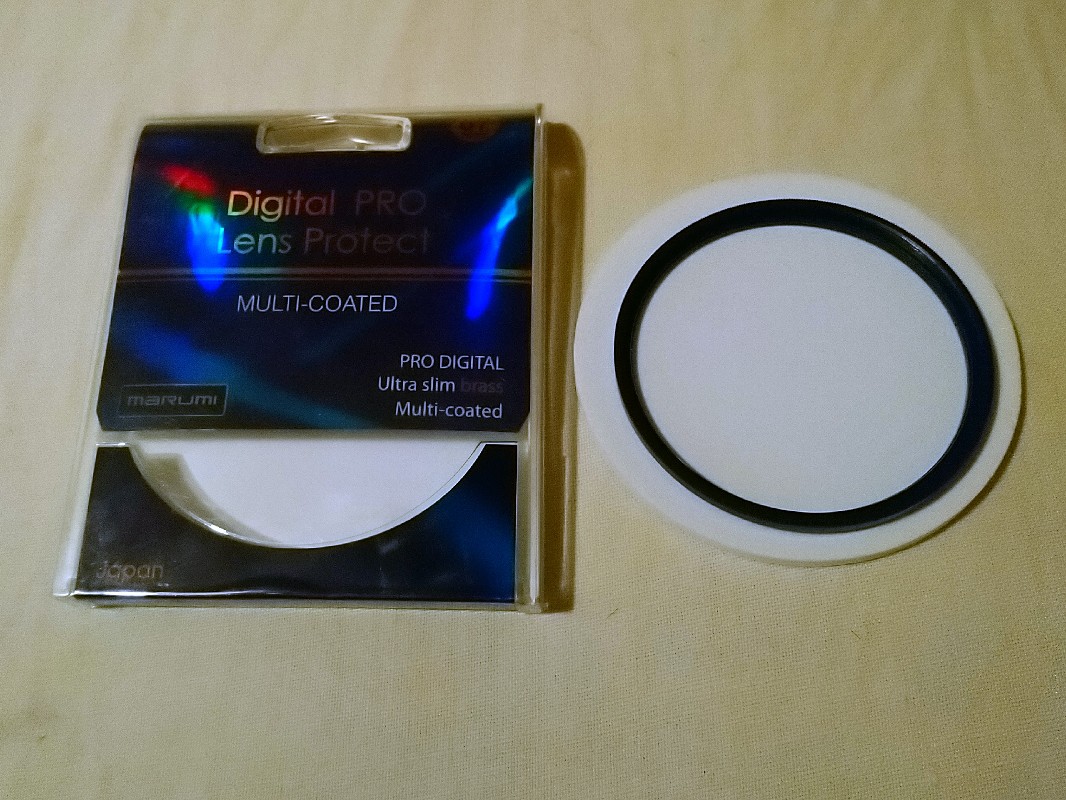 Digital PRO
Lens Protect
MULTI-COATED
PRO DIGITAL
Ultra slim brass
Multi-coated
marumi
Japan